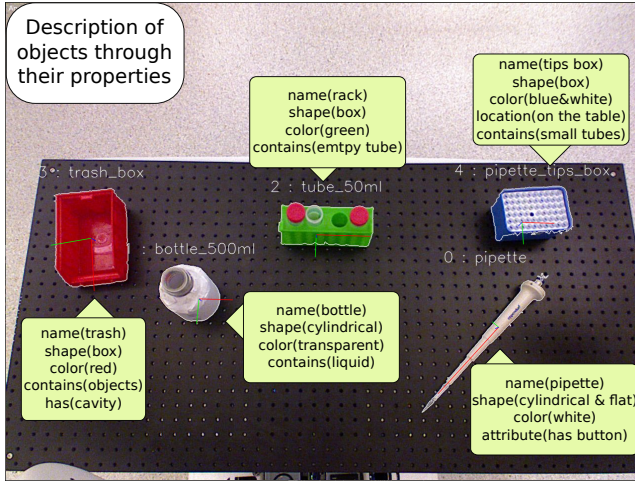 Description of
objects through
their properties
name(rack)
shape(box)
color(green)
contains(emtpy tube)
name(tips box)
shape(box)
color(blue&white)
location(on the table)
contains(small tubes)
3 : trash_box
2 : tube_50ml
4 : pipette_tips_box
: bottle_500ml
0 : pipette
name(trash)
shape(box)
color(red)
contains(objects)
has(cavity)
name(bottle)
shape(cylindrical)
color(transparent)
contains(liquid)
name(pipette)
shape(cylindrical & flat)
color(white)
attribute(has button)